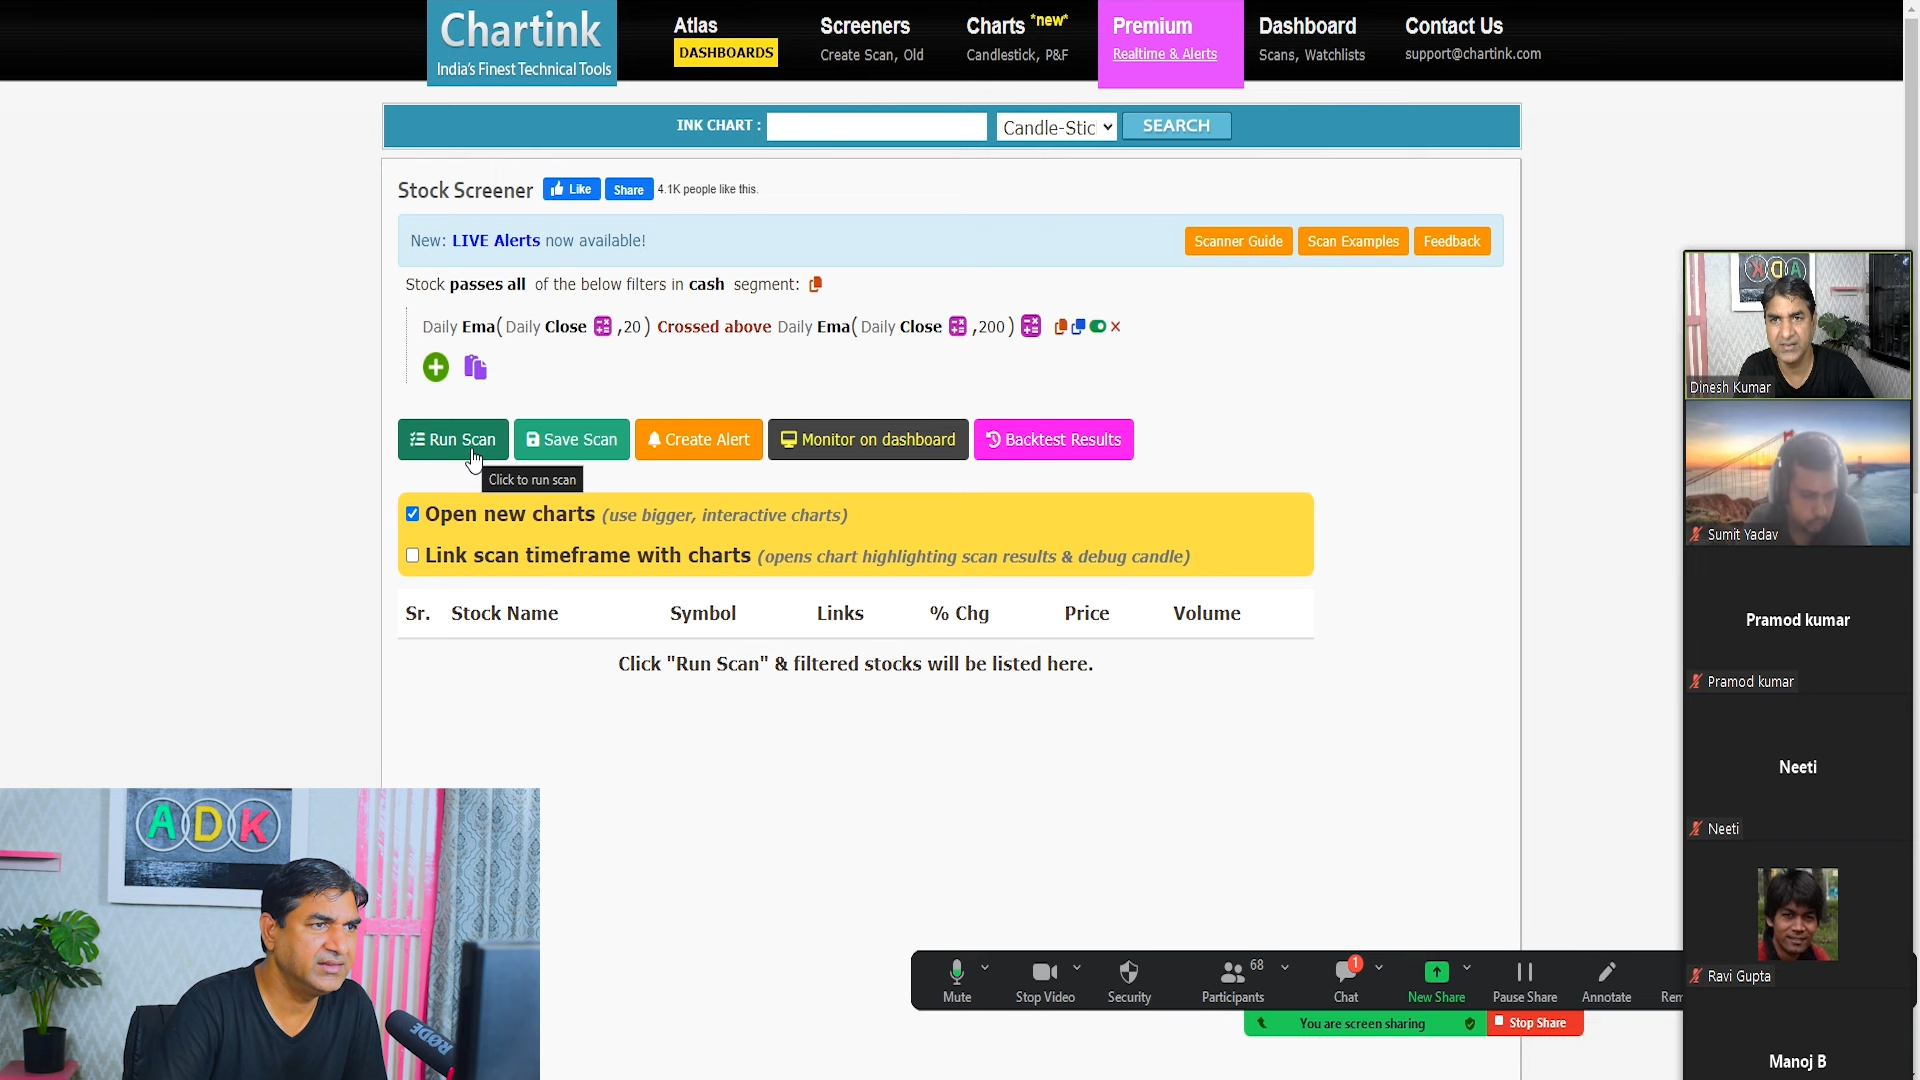 Chartink
India's Finest Technical Tools
Atlas
DASHBOARDS
Screeners
Create Scan, Old
Charts *new*
Candlestick, P&F
Premium
Realtime & Alerts
Dashboard
Scans, Watchlists
Contact Us
support@chartink.com
INK CHART :
Candle-Stic
SEARCH
Stock Screener
Like
Share
4.1K people like this.
New: LIVE Alerts now available!
Scanner Guide
Scan Examples
Feedback
Stock passes all of the below filters in cash segment:
Daily Ema( Daily Close ,20 ) Crossed above Daily Ema( Daily Close ,200 )
Run Scan
Save Scan
Create Alert
Monitor on dashboard
Backtest Results
Click to run scan
Open new charts (use bigger, interactive charts)
Link scan timeframe with charts (opens chart highlighting scan results & debug candle)
Sr. Stock Name Symbol Links % Chg Price Volume
Click "Run Scan" & filtered stocks will be listed here.
ADK
Dinesh Kumar
Sumit Yadav
Pramod kumar
Pramod kumar
Neeti
Neeti
Ravi Gupta
Manoj B
ADK
RØDE
68
1
Mute
Stop Video
Security
Participants
Chat
New Share
Pause Share
Annotate
Rem
You are screen sharing
Stop Share